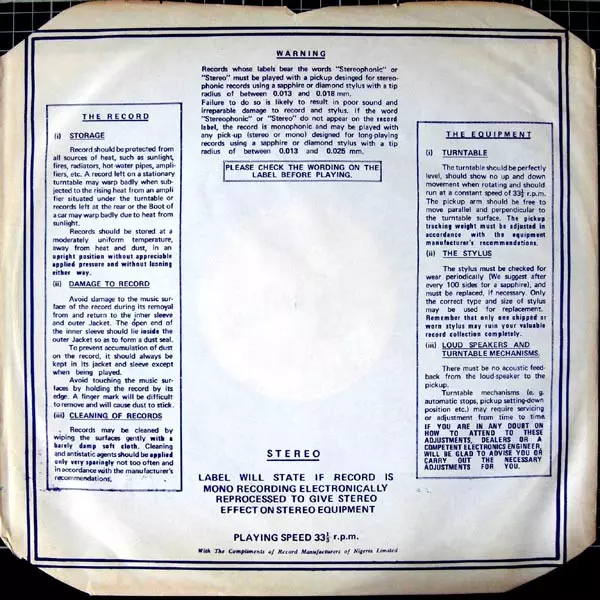 WARNING
Records whose labels bear the words "Stereophonic" or
"Stereo" must be played with a pickup desinged for stereo-
phonic records using a sapphire or diamond stylus with a tip
radius of between 0.013 and 0.018 mm.
Failure to do so is likely to result in poor sound and
irreparable damage to record and stylus. If the word
"Stereophonic" or "Stereo" do not appear on the record
label, the record is monophonic and may be played with
any pick-up (stereo or mono) designed for long-playing
records using a sapphire or diamond stylus with a tip
radius of between 0.013 and 0.025 mm.
PLEASE CHECK THE WORDING ON THE
LABEL BEFORE PLAYING.
THE RECORD
(i) STORAGE
Record should be protected from
all sources of heat, such as sunlight,
fires, radiators, hot-water pipes, ampli-
fiers, etc. A record left on a stationary
turntable may warp badly when sub-
jected to the rising heat from an ampli
fier situated under the turntable or
records left at the rear or the Boot of
a car may warp badly due to heat from
sunlight.
Records should be stored at a
moderately uniform temperature,
away from heat and dust, in an
upright position without appreciable
applied pressure and without leaning
either way.
(ii) DAMAGE TO RECORD
Avoid damage to the music sur-
face of the record during its removal
from and return to the inner sleeve
and outer Jacket. The open end of
the inner sleeve should lie inside the
outer Jacket so as to form a dust seal.
To prevent accumulation of dust
on the record, it should always be
kept in its jacket and sleeve except
when being played.
Avoid touching the music sur-
faces by holding the record by its
edge. A finger mark will be difficult
to remove and will cause dust to stick.
(iii) CLEANING OF RECORDS
Records may be cleaned by
wiping the surfaces gently with a
barely damp soft cloth. Cleaning
and antistatic agents should be applied
only very sparingly not too often and
in accordance with the manufacturer's
recommendations.
THE EQUIPMENT
(i) TURNTABLE
The turntable should be perfectly
level, should show no up and down
movement when rotating and should
run at a constant speed of 33⅓ r.p.m.
The pickup arm should be free to
move parallel and perpendicular to
the turntable surface. The pickup
tracking weight must be adjusted in
accordance with the equipment
manufacturer's recommendations.
(ii) THE STYLUS
The stylus must be checked for
wear periodically (We suggest after
every 100 sides for a sapphire), and
must be replaced, if necessary. Only
the correct type and size of stylus
may be used for replacement.
Remember that only one chipped or
worn stylus may ruin your valuable
record collection completely.
(iii) LOUD SPEAKERS AND
TURNTABLE MECHANISMS.
There must be no acoustic feed-
back from the loud-speaker to the
pickup.
Turntable mechanisms (e. g.
automatic stops, pickup setting-down
position etc.) may require servicing
or adjustment from time to time.
IF YOU ARE IN ANY DOUBT ON
HOW TO ATTEND TO THESE
ADJUSTMENTS, DEALERS OR A
COMPETENT ELECTRONICS ENGINEER,
WILL BE GLAD TO ADVISE YOU OR
CARRY OUT THE NECESSARY
ADJUSTMENTS FOR YOU.
STEREO
LABEL WILL STATE IF RECORD IS
MONO RECORDING ELECTRONICALLY
REPROCESSED TO GIVE STEREO
EFFECT ON STEREO EQUIPMENT
PLAYING SPEED 33⅓ r.p.m.
With The Compliments of Record Manufacturers of Nigeria Limited